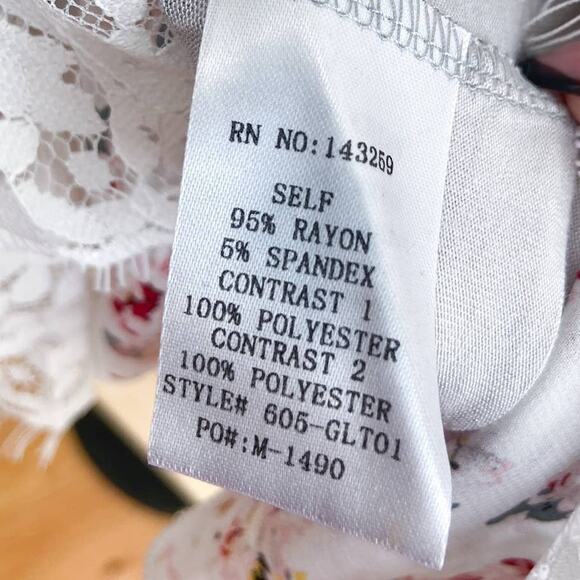 RN NO:143269
SELF
95% RAYON
5% SPANDEX
CONTRAST 1
100% POLYESTER
CONTRAST 2
100% POLYESTER
STYLE# 605-GLT01
PO#:M-1490